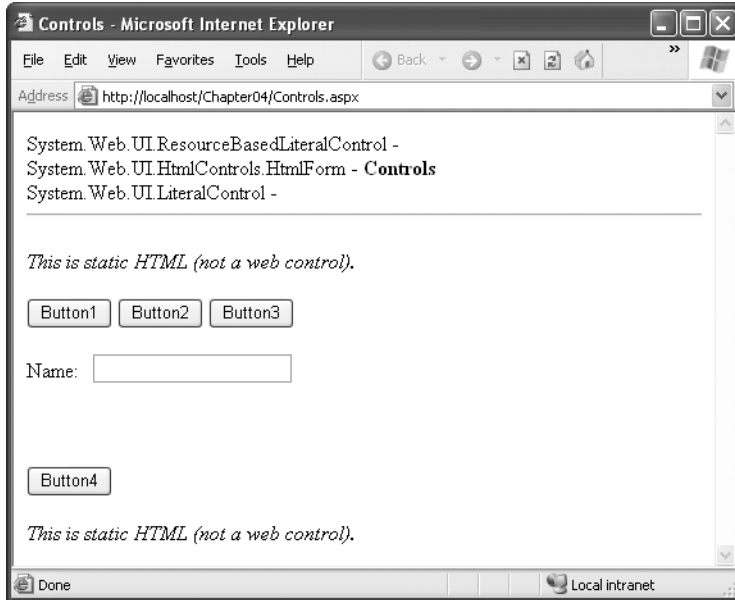 Controls - Microsoft Internet Explorer
File Edit View Favorites Tools Help Back »
Address http://localhost/Chapter04/Controls.aspx
System.Web.UI.ResourceBasedLiteralControl -
System.Web.UI.HtmlControls.HtmlForm - Controls
System.Web.UI.LiteralControl -
This is static HTML (not a web control).
Button1 Button2 Button3
Name:
Button4
This is static HTML (not a web control).
Done Local intranet